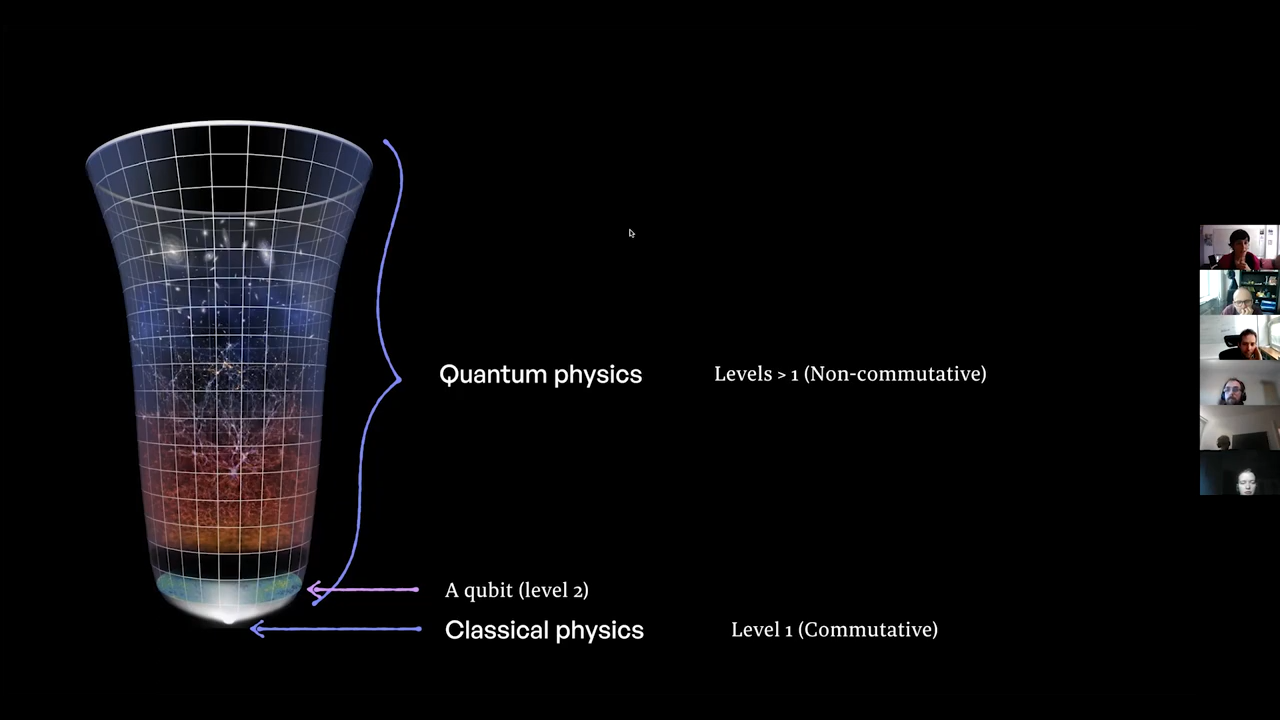 Quantum physics
Levels > 1 (Non-commutative)
A qubit (level 2)
Classical physics
Level 1 (Commutative)